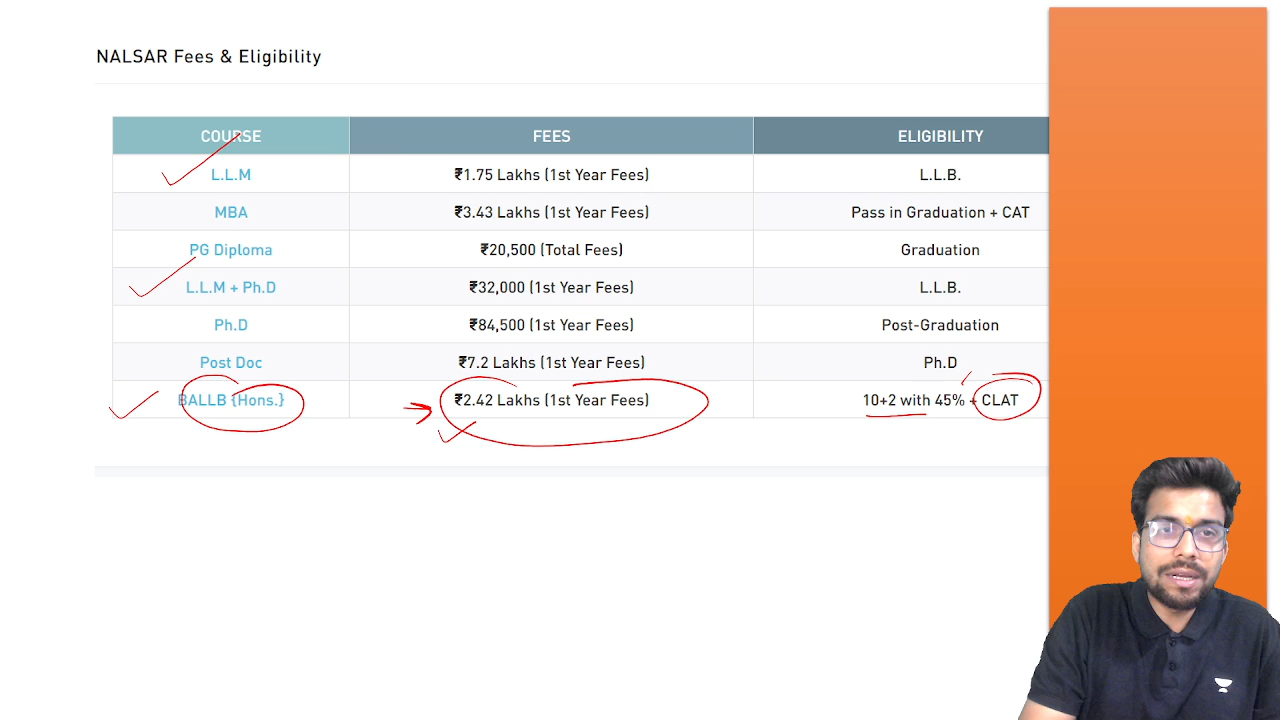 NALSAR Fees & Eligibility
COURSE FEES ELIGIBILITY
L.L.M ₹1.75 Lakhs (1st Year Fees) L.L.B.
MBA ₹3.43 Lakhs (1st Year Fees) Pass in Graduation + CAT
PG Diploma ₹20,500 (Total Fees) Graduation
L.L.M + Ph.D ₹32,000 (1st Year Fees) L.L.B.
Ph.D ₹84,500 (1st Year Fees) Post-Graduation
Post Doc ₹7.2 Lakhs (1st Year Fees) Ph.D
BALLB {Hons.} ₹2.42 Lakhs (1st Year Fees) 10+2 with 45% + CLAT